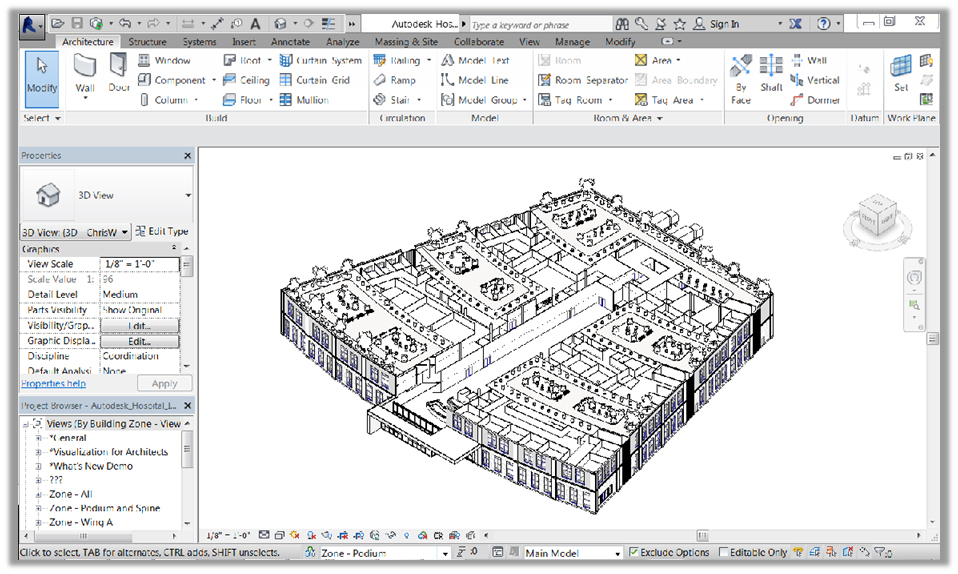 Autodesk Hos... Type a keyword or phrase Sign In
Architecture Structure Systems Insert Annotate Analyze Massing & Site Collaborate View Manage Modify
Modify Wall Door Window Component Column Roof Ceiling Floor Curtain System Curtain Grid Mullion Railing Ramp Stair Model Text Model Line Model Group Room Room Separator Tag Room Area Area Boundary Tag Area By Face Shaft Wall Vertical Dormer Set
Select Build Circulation Model Room & Area Opening Datum Work Plane
Properties
3D View
3D View: {3D - ChrisW Edit Type
Graphics
View Scale 1/8" = 1'-0"
Scale Value 1: 96
Detail Level Medium
Parts Visibility Show Original
Visibility/Grap... Edit...
Graphic Displa... Edit...
Discipline Coordination
Default Analysi None
Properties help Apply
Project Browser - Autodesk_Hospital_I...
Views (By Building Zone - View
*General
*Visualization for Architects
*What's New Demo
???
Zone - All
Zone - Podium and Spine
Zone - Wing A
1/8" = 1'-0"
Click to select, TAB for alternates, CTRL adds, SHIFT unselects. Zone - Podium :0 Main Model Exclude Options Editable Only :0